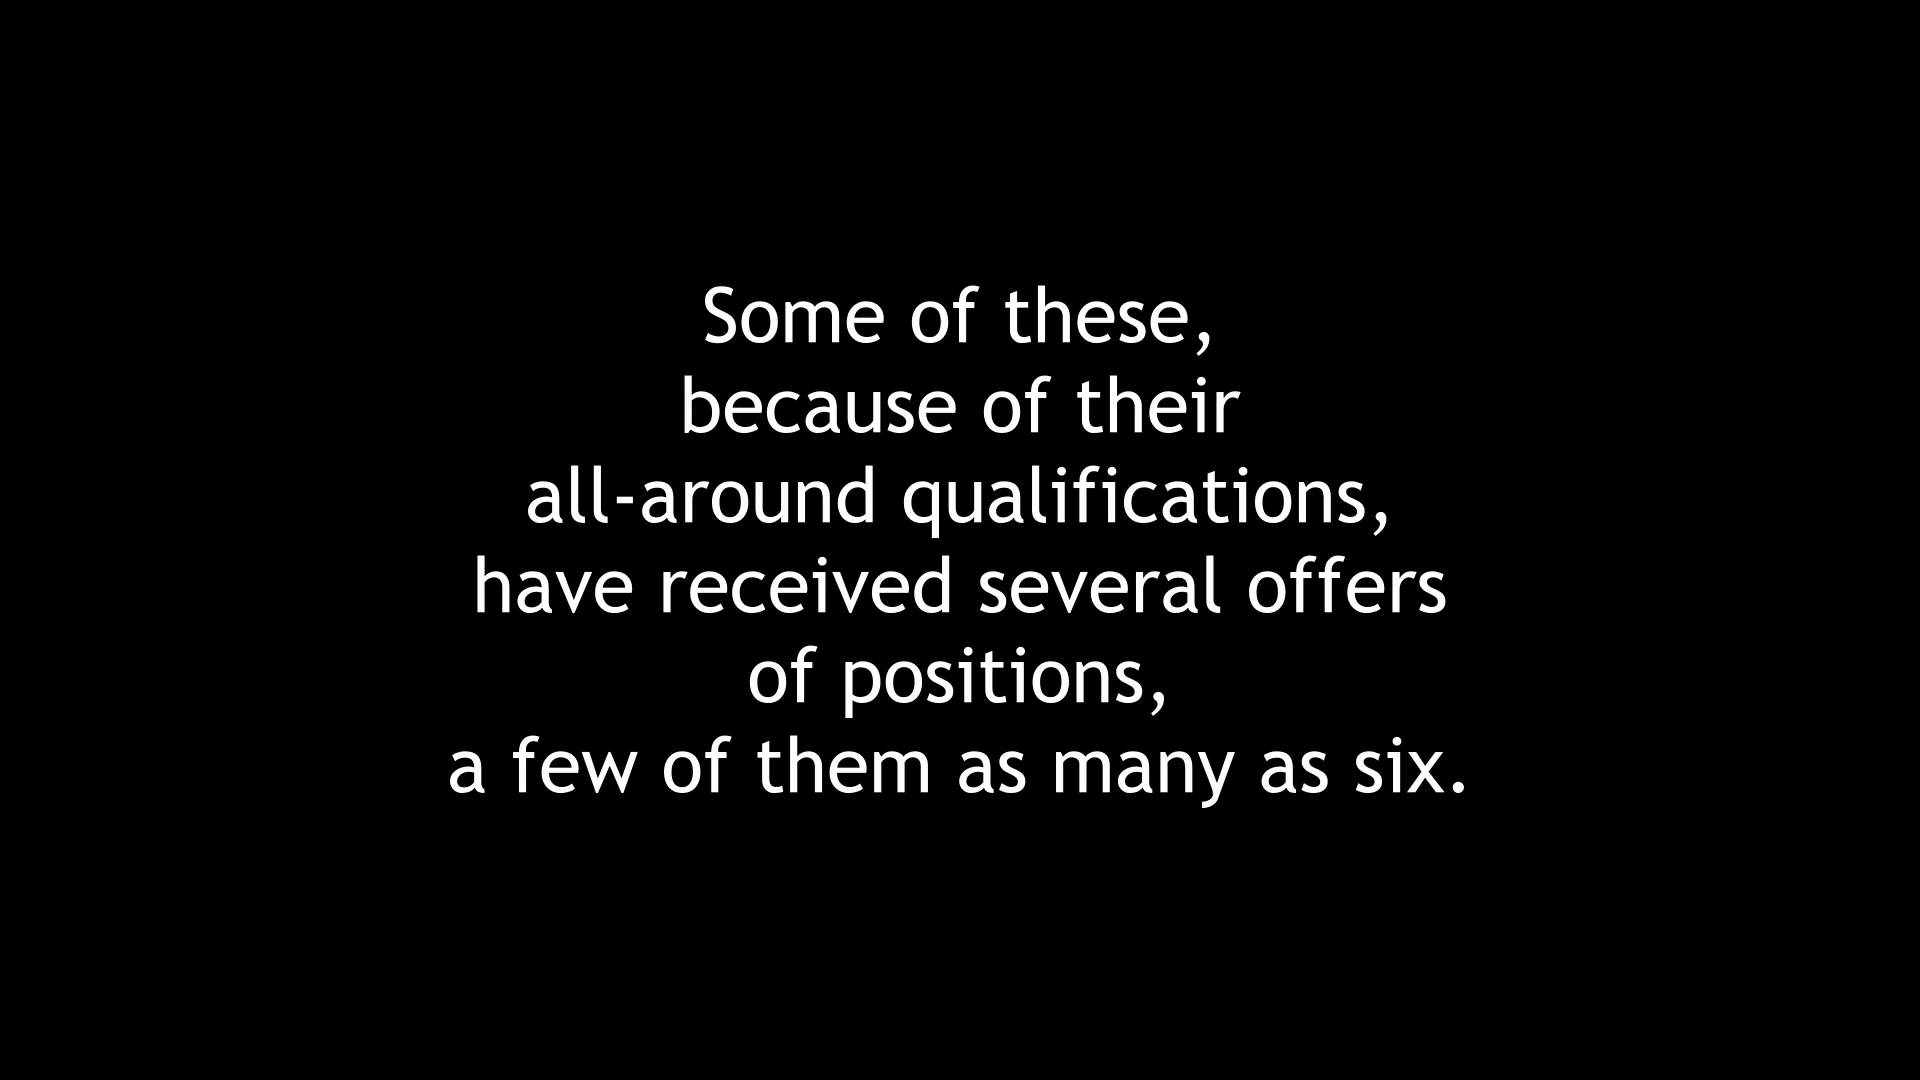 Some of these,
because of their
all-around qualifications,
have received several offers
of positions,
a few of them as many as six.